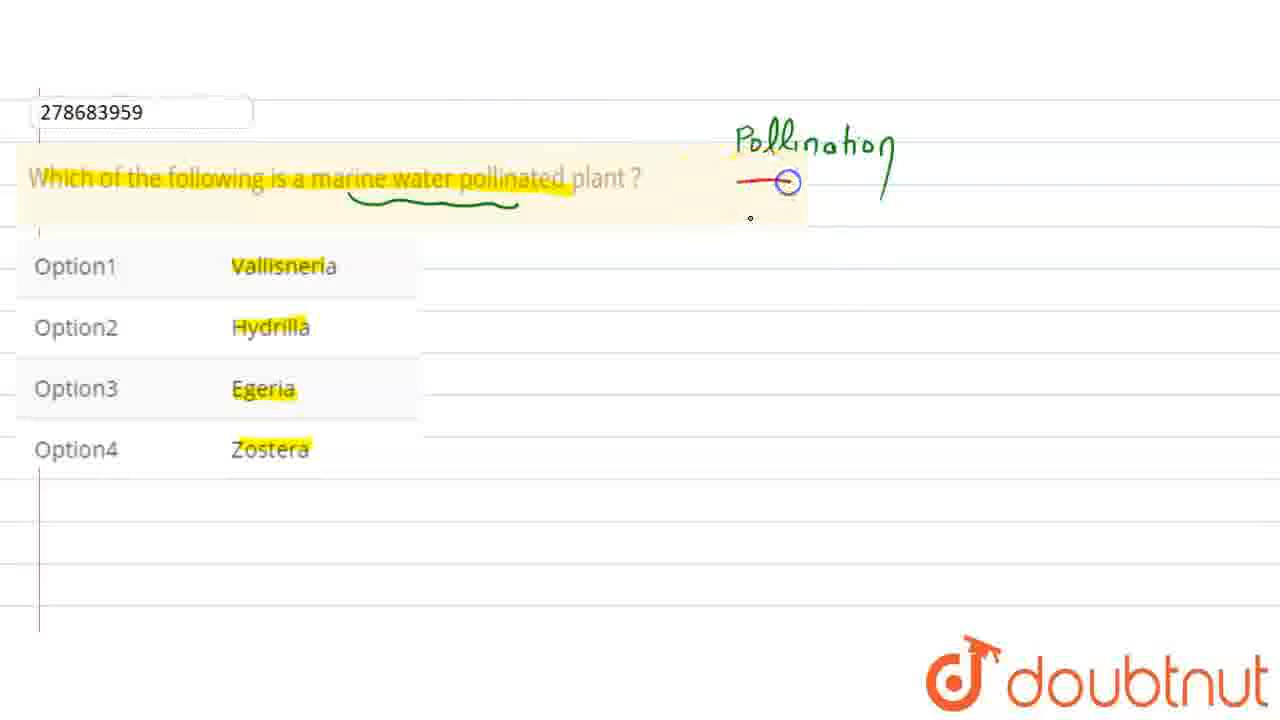 278683959
Pollination
Which of the following is a marine water pollinated plant ?
Option1 Vallisneria
Option2 Hydrilla
Option3 Egeria
Option4 Zostera
doubtnut